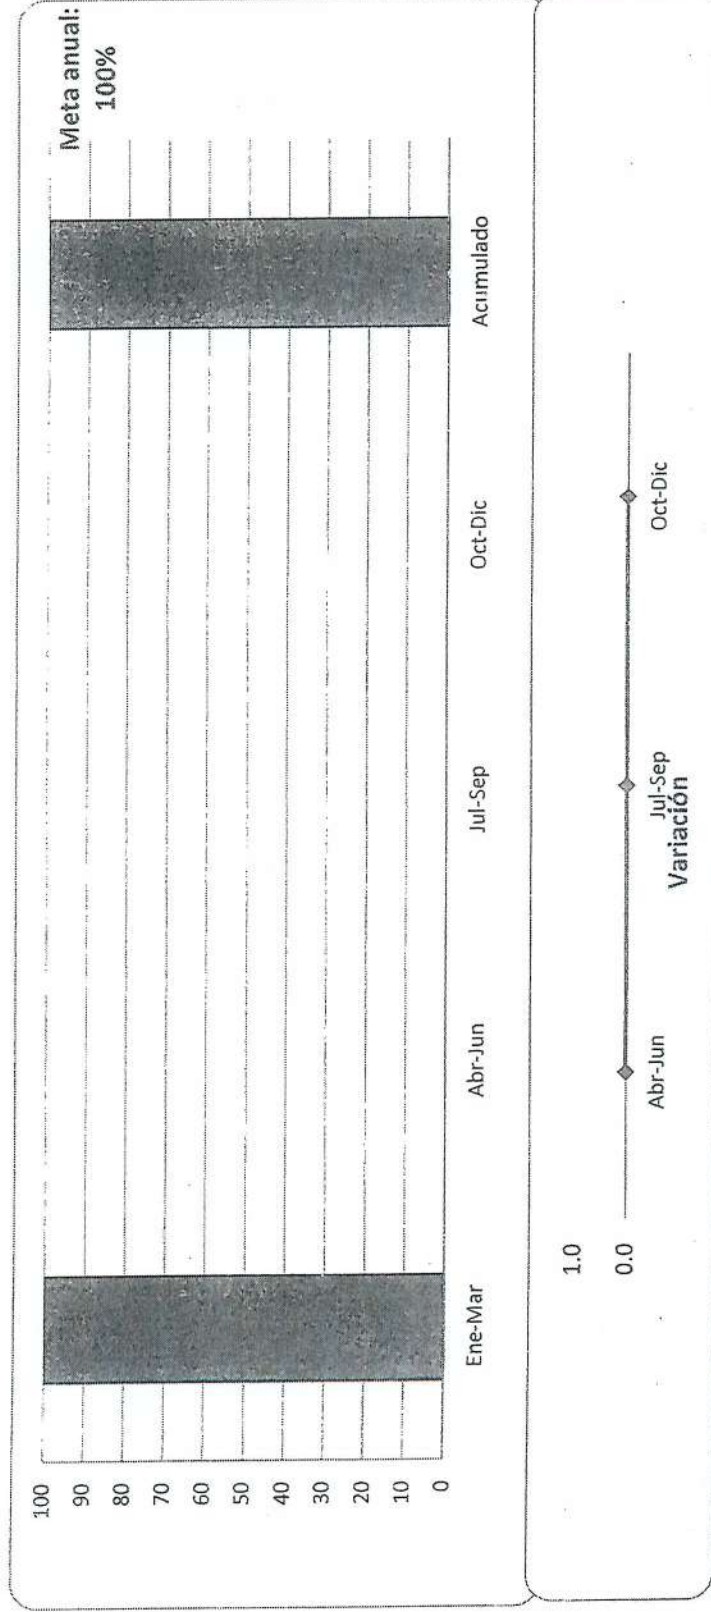 Meta anual:
100%
100
90
80
70
60
50
40
30
20
10
0
Ene-Mar
Abr-Jun
Jul-Sep
Oct-Dic
Acumulado
1.0
0.0
Abr-Jun
Jul-Sep
Oct-Dic
Variación